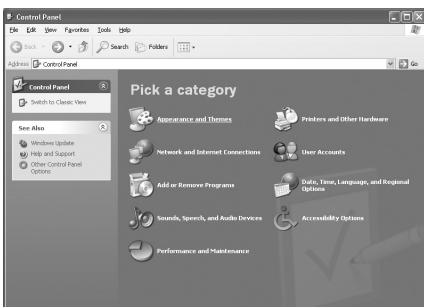 Control Panel
File Edit View Favorites Tools Help
Back Search Folders
Address Control Panel Go
Control Panel
Switch to Classic View
See Also
Windows Update
Help and Support
Other Control Panel
Options
Pick a category
Appearance and Themes
Printers and Other Hardware
Network and Internet Connections
User Accounts
Add or Remove Programs
Date, Time, Language, and Regional
Options
Sounds, Speech, and Audio Devices
Accessibility Options
Performance and Maintenance